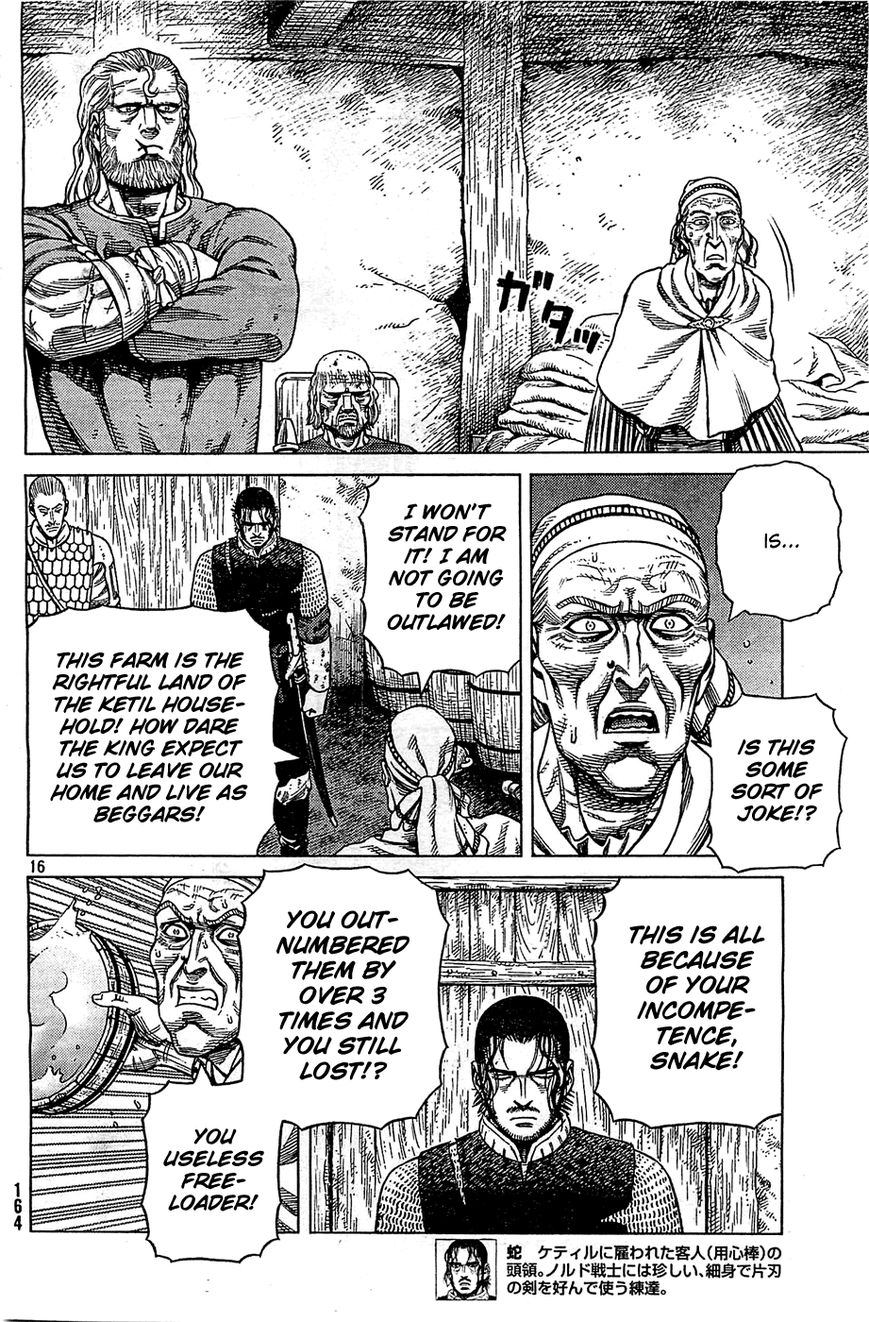 ガタッ
IS...
IS THIS
SOME
SORT OF
JOKE!?
I WON'T
STAND FOR
IT! I AM
NOT GOING
TO BE
OUTLAWED!
THIS FARM IS THE
RIGHTFUL LAND OF
THE KETIL HOUSE-
HOLD! HOW DARE
THE KING EXPECT
US TO LEAVE OUR
HOME AND LIVE AS
BEGGARS!
16
THIS IS ALL
BECAUSE
OF YOUR
INCOMPE-
TENCE,
SNAKE!
YOU OUT-
NUMBERED
THEM BY
OVER 3
TIMES AND
YOU STILL
LOST!?
YOU
USELESS
FREE-
LOADER!
164
蛇 ケティルに雇われた客人(用心棒)の
頭領。ノルド戦士には珍しい、細身で片刃
の剣を好んで使う練達。